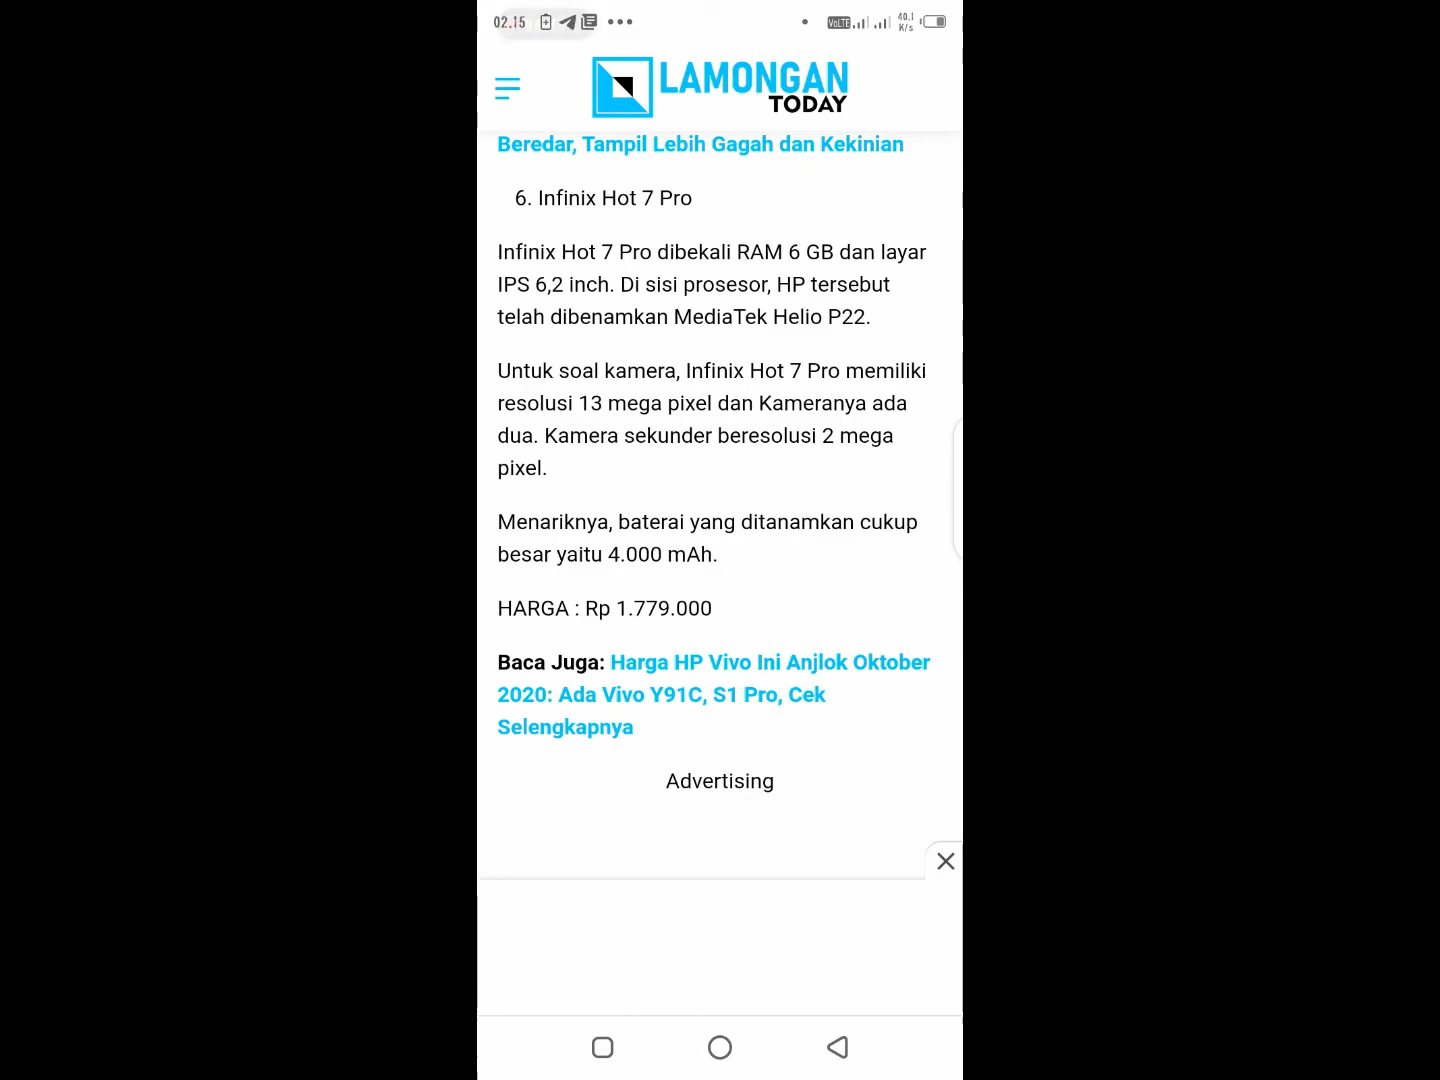 02.15
VoLTE
40.1
K/s
LAMONGAN
TODAY
Beredar, Tampil Lebih Gagah dan Kekinian
6. Infinix Hot 7 Pro
Infinix Hot 7 Pro dibekali RAM 6 GB dan layar
IPS 6,2 inch. Di sisi prosesor, HP tersebut
telah dibenamkan MediaTek Helio P22.
Untuk soal kamera, Infinix Hot 7 Pro memiliki
resolusi 13 mega pixel dan Kameranya ada
dua. Kamera sekunder beresolusi 2 mega
pixel.
Menariknya, baterai yang ditanamkan cukup
besar yaitu 4.000 mAh.
HARGA : Rp 1.779.000
Baca Juga: Harga HP Vivo Ini Anjlok Oktober
2020: Ada Vivo Y91C, S1 Pro, Cek
Selengkapnya
Advertising